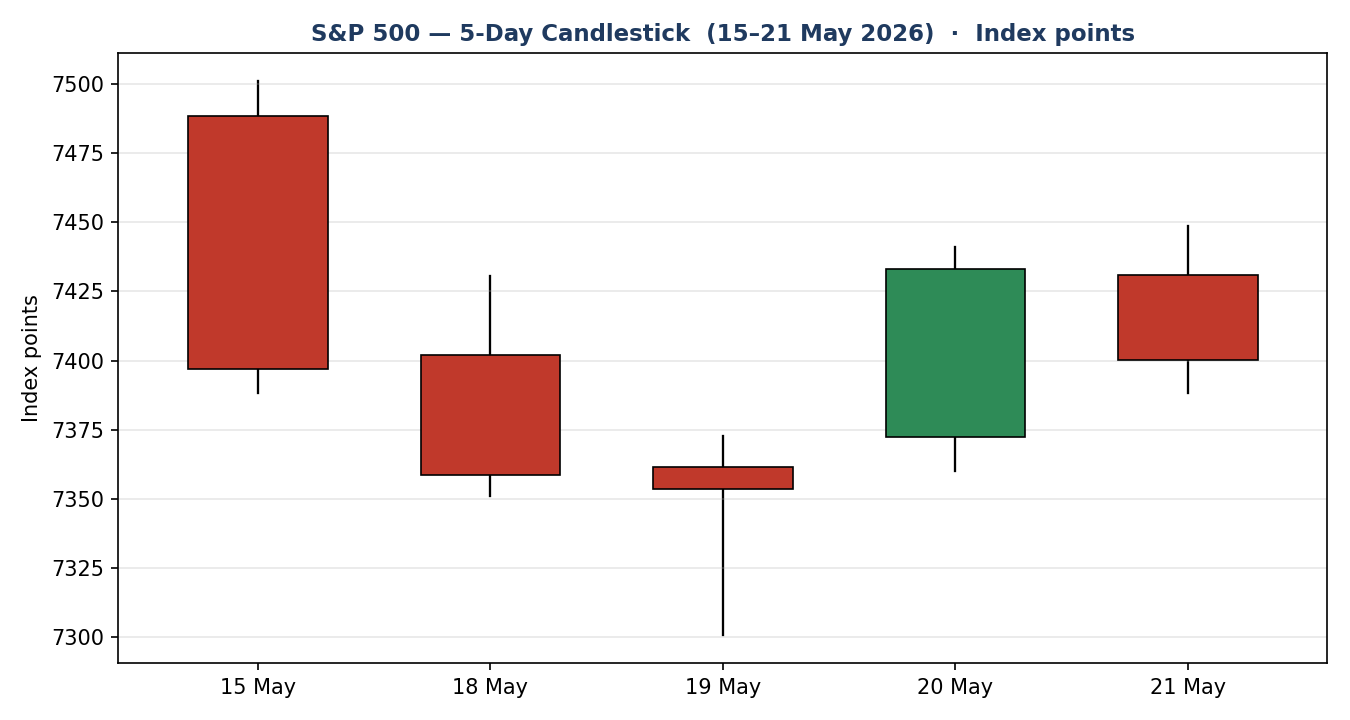 S&P 500 — 5-Day Candlestick (15–21 May 2026) · Index points
7500
7475
7450
7425
7400
7375
7350
7325
7300
Index points
15 May
18 May
19 May
20 May
21 May